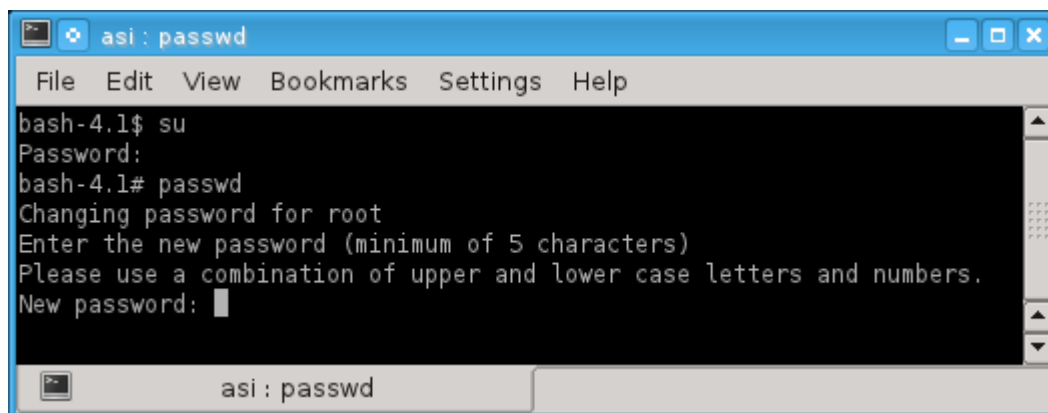 asi : passwd
File Edit View Bookmarks Settings Help
bash-4.1$ su
Password:
bash-4.1# passwd
Changing password for root
Enter the new password (minimum of 5 characters)
Please use a combination of upper and lower case letters and numbers.
New password:
asi : passwd